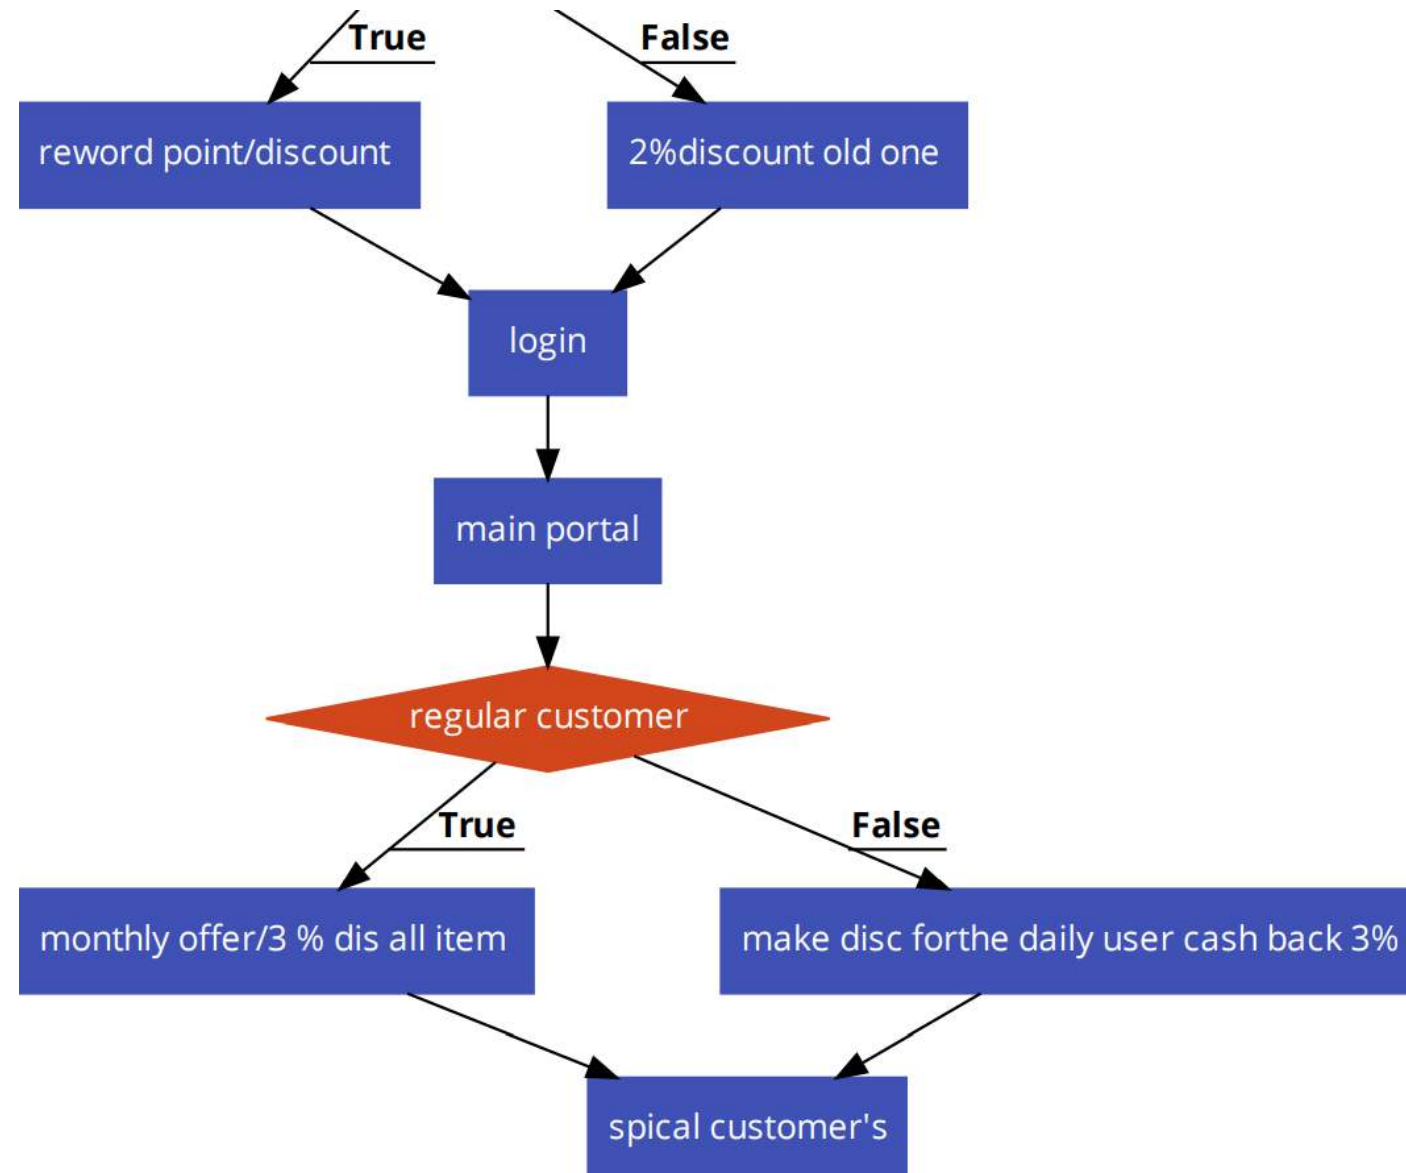 True
False
reword point/discount
2%discount old one
login
main portal
regular customer
True
False
monthly offer/3 % dis all item
make disc forthe daily user cash back 3%
spical customer's